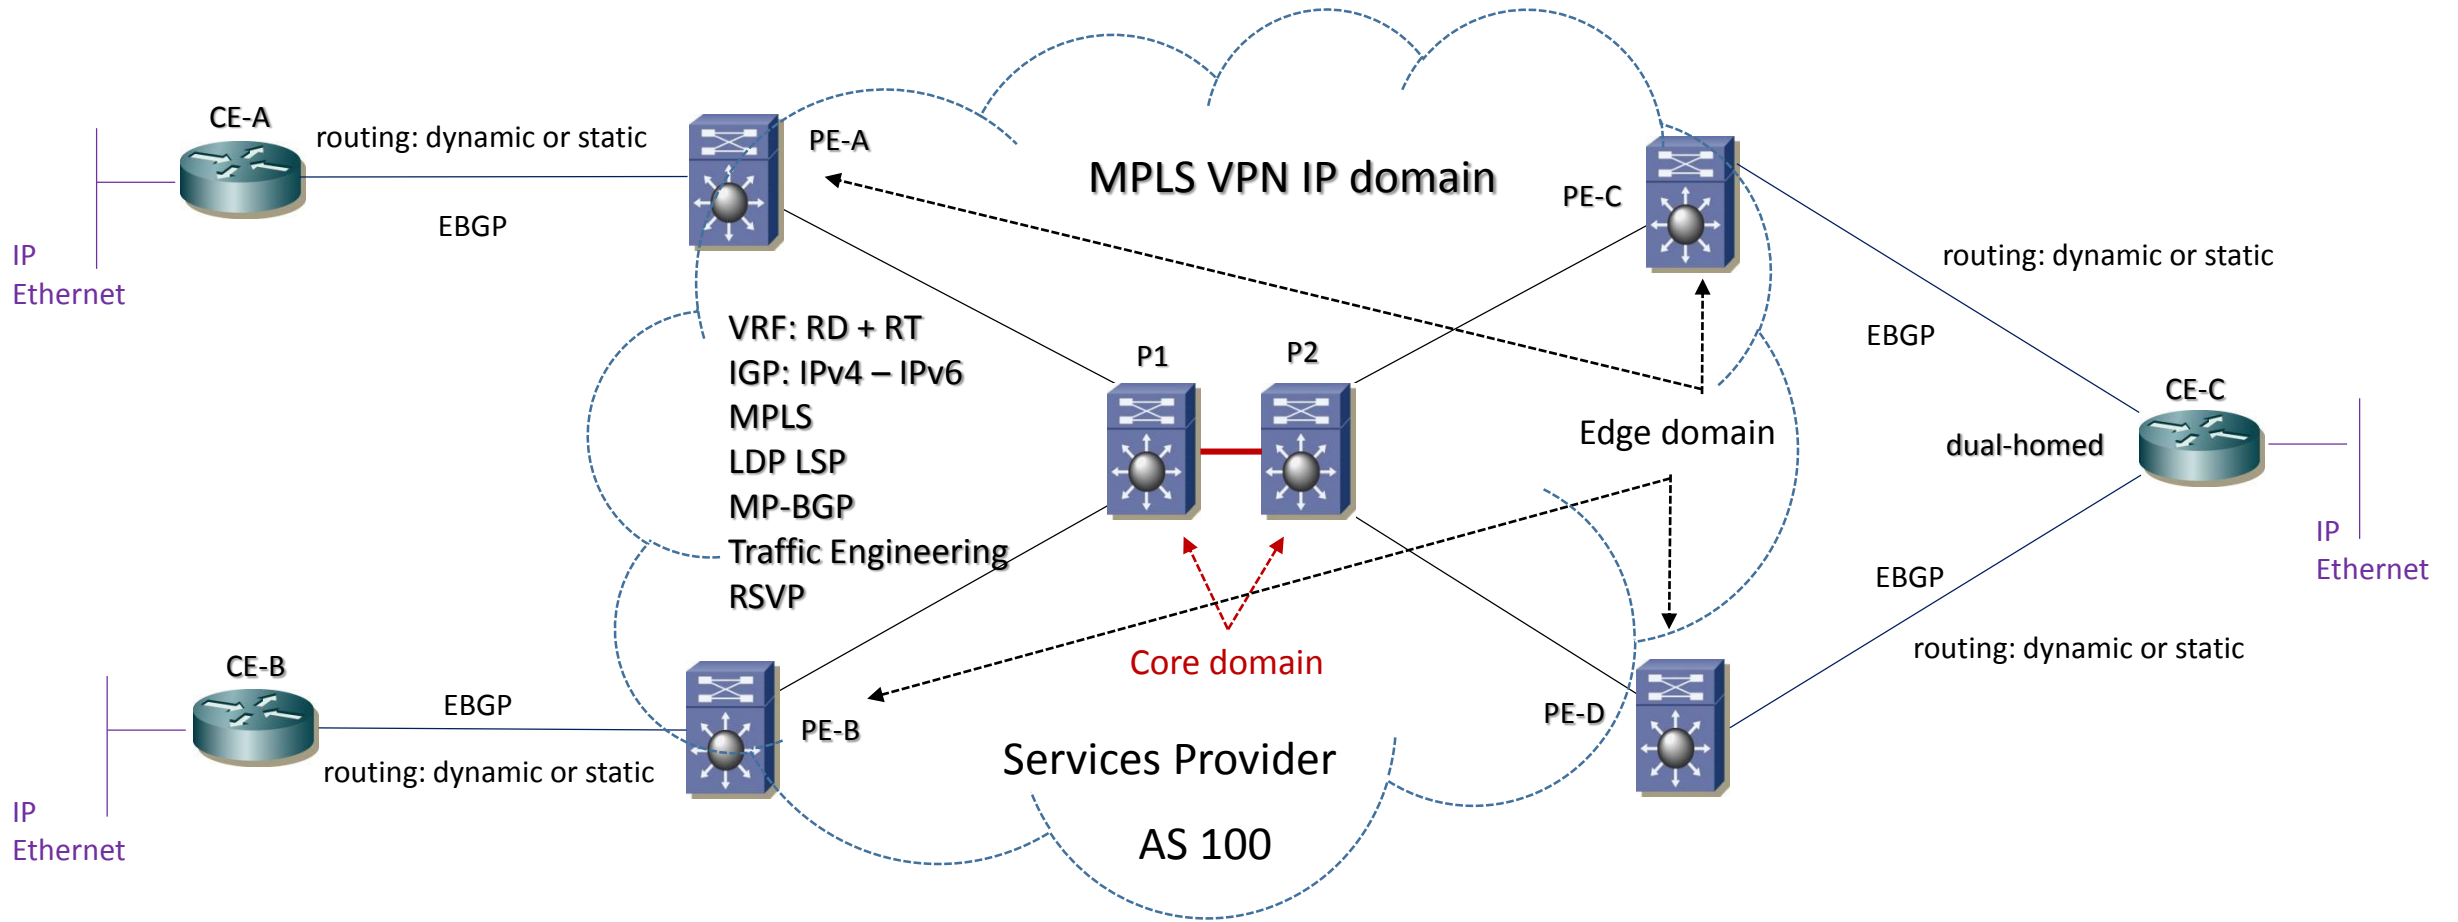 MPLS VPN IP domain
CE-A
routing: dynamic or static
EBGP
IP
Ethernet
PE-A
PE-C
routing: dynamic or static
EBGP
VRF: RD + RT
IGP: IPv4 – IPv6
MPLS
LDP LSP
MP-BGP
Traffic Engineering
RSVP
P1
P2
Edge domain
CE-C
dual-homed
IP
Ethernet
EBGP
routing: dynamic or static
Core domain
CE-B
EBGP
routing: dynamic or static
IP
Ethernet
PE-B
PE-D
Services Provider
AS 100